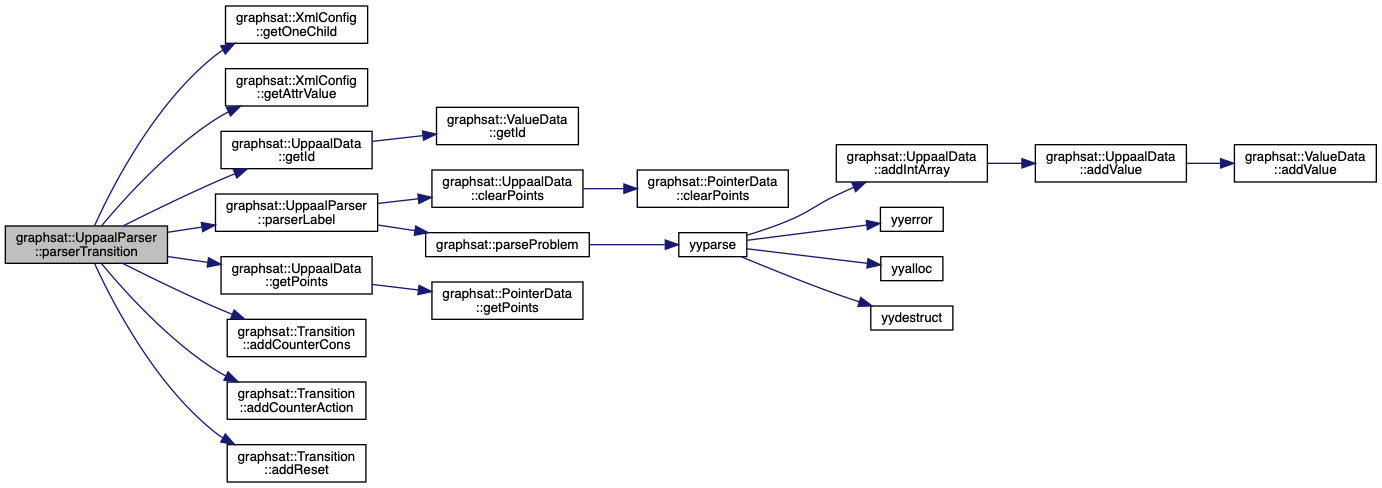 graphsat::UppaalParser
::parserTransition
graphsat::XmlConfig
::getOneChild
graphsat::XmlConfig
::getAttrValue
graphsat::UppaalData
::getId
graphsat::ValueData
::getId
graphsat::UppaalParser
::parserLabel
graphsat::UppaalData
::clearPoints
graphsat::PointerData
::clearPoints
graphsat::parseProblem
yyparse
graphsat::UppaalData
::addIntArray
graphsat::UppaalData
::addValue
graphsat::ValueData
::addValue
yyerror
yyalloc
yydestruct
graphsat::UppaalData
::getPoints
graphsat::PointerData
::getPoints
graphsat::Transition
::addCounterCons
graphsat::Transition
::addCounterAction
graphsat::Transition
::addReset